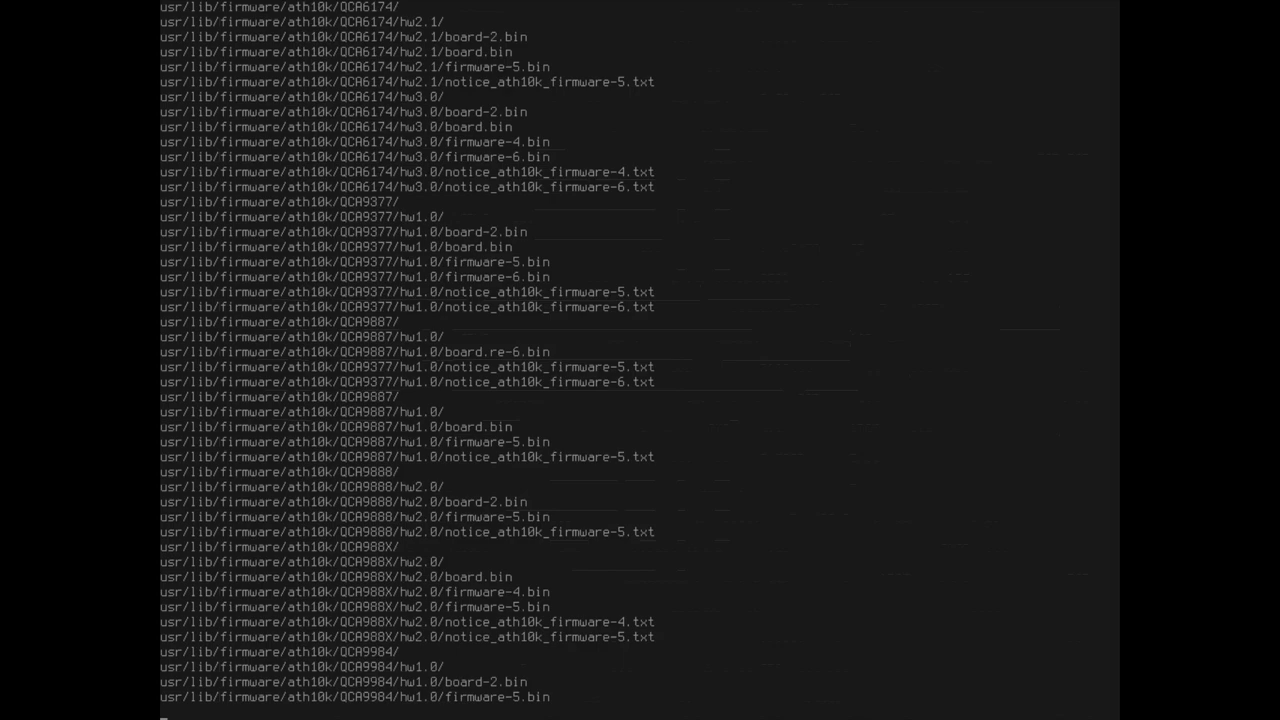 usr/lib/firmware/ath10k/QCA6174/
usr/lib/firmware/ath10k/QCA6174/hw2.1/
usr/lib/firmware/ath10k/QCA6174/hw2.1/board-2.bin
usr/lib/firmware/ath10k/QCA6174/hw2.1/board.bin
usr/lib/firmware/ath10k/QCA6174/hw2.1/firmware-5.bin
usr/lib/firmware/ath10k/QCA6174/hw2.1/notice_ath10k_firmware-5.txt
usr/lib/firmware/ath10k/QCA6174/hw3.0/
usr/lib/firmware/ath10k/QCA6174/hw3.0/board-2.bin
usr/lib/firmware/ath10k/QCA6174/hw3.0/board.bin
usr/lib/firmware/ath10k/QCA6174/hw3.0/firmware-4.bin
usr/lib/firmware/ath10k/QCA6174/hw3.0/firmware-6.bin
usr/lib/firmware/ath10k/QCA6174/hw3.0/notice_ath10k_firmware-4.txt
usr/lib/firmware/ath10k/QCA6174/hw3.0/notice_ath10k_firmware-6.txt
usr/lib/firmware/ath10k/QCA9377/
usr/lib/firmware/ath10k/QCA9377/hw1.0/
usr/lib/firmware/ath10k/QCA9377/hw1.0/board-2.bin
usr/lib/firmware/ath10k/QCA9377/hw1.0/board.bin
usr/lib/firmware/ath10k/QCA9377/hw1.0/firmware-5.bin
usr/lib/firmware/ath10k/QCA9377/hw1.0/firmware-6.bin
usr/lib/firmware/ath10k/QCA9377/hw1.0/notice_ath10k_firmware-5.txt
usr/lib/firmware/ath10k/QCA9377/hw1.0/notice_ath10k_firmware-6.txt
usr/lib/firmware/ath10k/QCA9887/
usr/lib/firmware/ath10k/QCA9887/hw1.0/
usr/lib/firmware/ath10k/QCA9887/hw1.0/board.re-6.bin
usr/lib/firmware/ath10k/QCA9377/hw1.0/notice_ath10k_firmware-5.txt
usr/lib/firmware/ath10k/QCA9377/hw1.0/notice_ath10k_firmware-6.txt
usr/lib/firmware/ath10k/QCA9887/
usr/lib/firmware/ath10k/QCA9887/hw1.0/
usr/lib/firmware/ath10k/QCA9887/hw1.0/board.bin
usr/lib/firmware/ath10k/QCA9887/hw1.0/firmware-5.bin
usr/lib/firmware/ath10k/QCA9887/hw1.0/notice_ath10k_firmware-5.txt
usr/lib/firmware/ath10k/QCA9888/
usr/lib/firmware/ath10k/QCA9888/hw2.0/
usr/lib/firmware/ath10k/QCA9888/hw2.0/board-2.bin
usr/lib/firmware/ath10k/QCA9888/hw2.0/firmware-5.bin
usr/lib/firmware/ath10k/QCA9888/hw2.0/notice_ath10k_firmware-5.txt
usr/lib/firmware/ath10k/QCA988X/
usr/lib/firmware/ath10k/QCA988X/hw2.0/
usr/lib/firmware/ath10k/QCA988X/hw2.0/board.bin
usr/lib/firmware/ath10k/QCA988X/hw2.0/firmware-4.bin
usr/lib/firmware/ath10k/QCA988X/hw2.0/firmware-5.bin
usr/lib/firmware/ath10k/QCA988X/hw2.0/notice_ath10k_firmware-4.txt
usr/lib/firmware/ath10k/QCA988X/hw2.0/notice_ath10k_firmware-5.txt
usr/lib/firmware/ath10k/QCA9984/
usr/lib/firmware/ath10k/QCA9984/hw1.0/
usr/lib/firmware/ath10k/QCA9984/hw1.0/board-2.bin
usr/lib/firmware/ath10k/QCA9984/hw1.0/firmware-5.bin